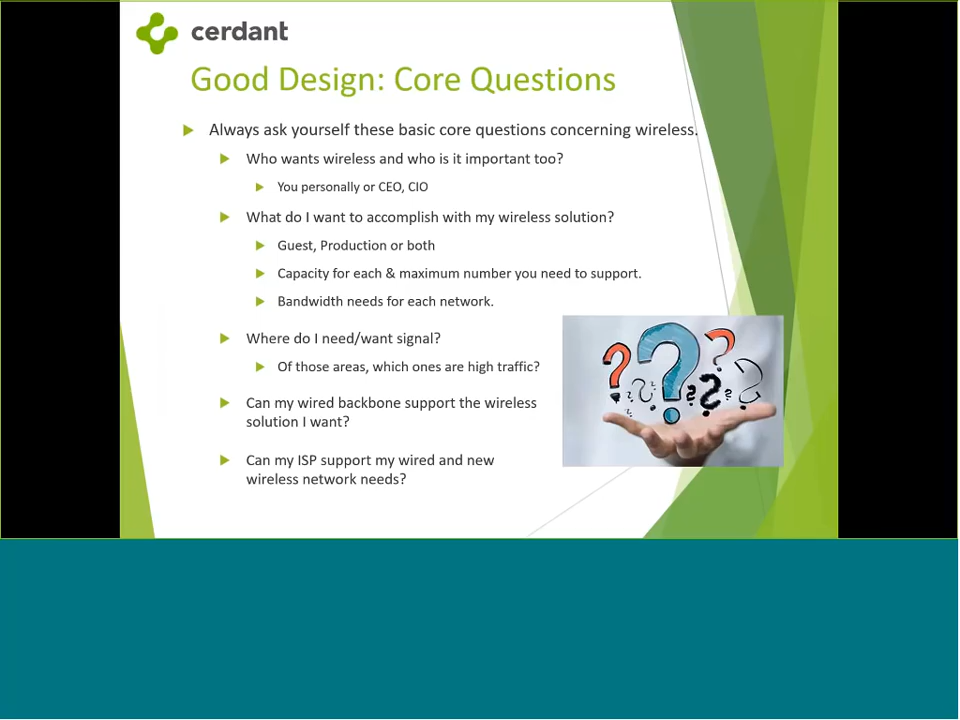 cerdant
Good Design: Core Questions
Always ask yourself these basic core questions concerning wireless.
Who wants wireless and who is it important too?
You personally or CEO, CIO
What do I want to accomplish with my wireless solution?
Guest, Production or both
Capacity for each & maximum number you need to support.
Bandwidth needs for each network.
Where do I need/want signal?
Of those areas, which ones are high traffic?
Can my wired backbone support the wireless
solution I want?
Can my ISP support my wired and new
wireless network needs?